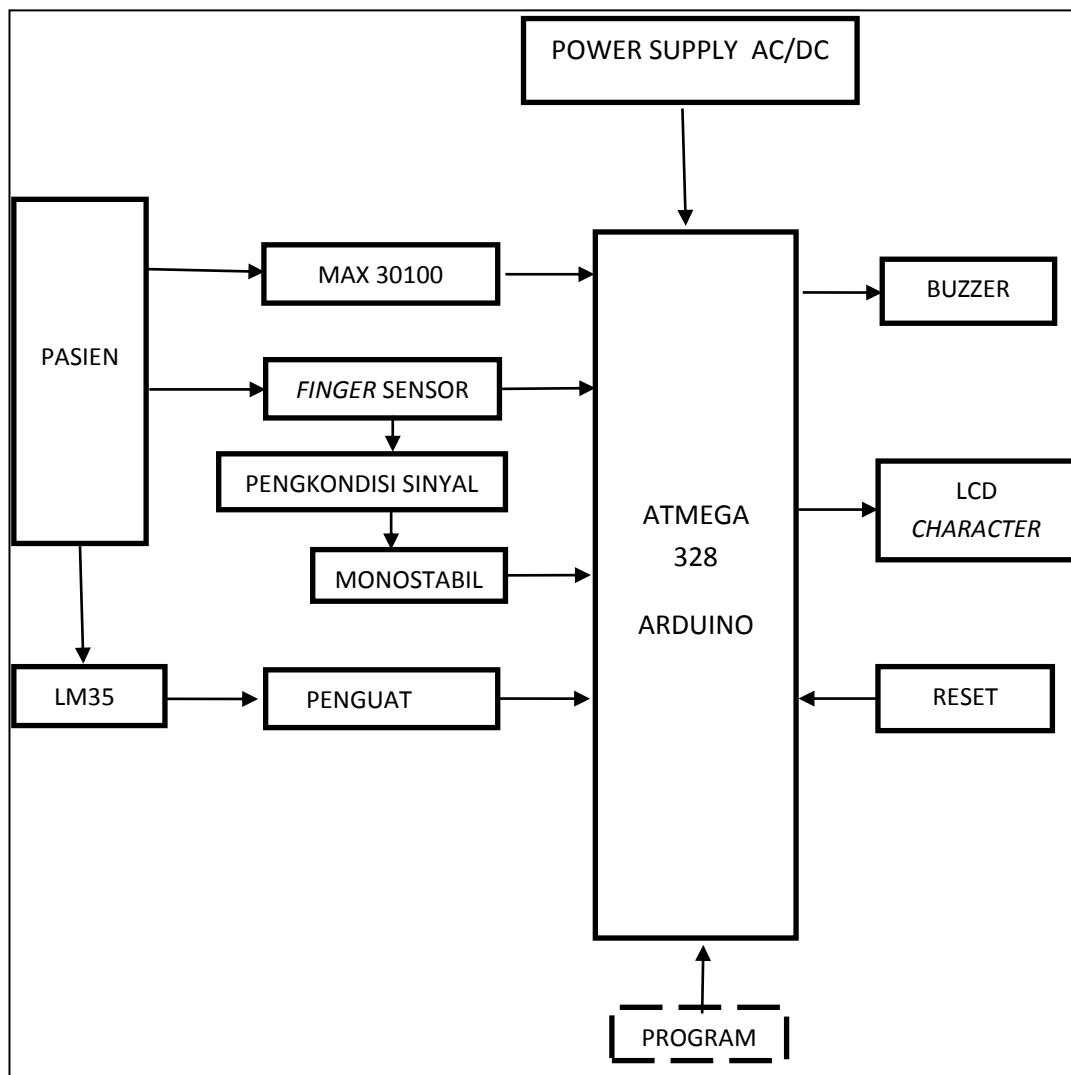 POWER SUPPLY AC/DC
PASIEN
MAX 30100
FINGER SENSOR
PENGKONDISI SINYAL
MONOSTABIL
LM35
PENGUAT
ATMEGA
328
ARDUINO
BUZZER
LCD
CHARACTER
RESET
PROGRAM